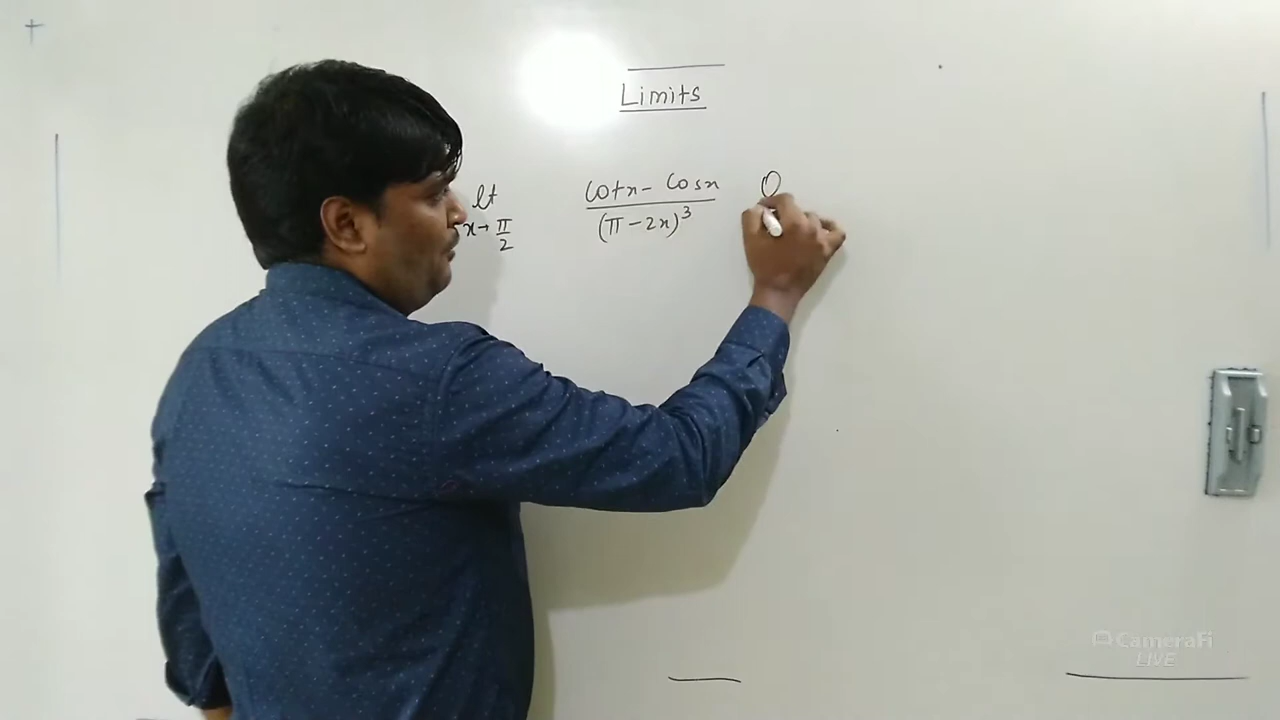 Limits
lt x→π/2 (cotx - cosx)/(π-2x)³ 0
CameraFi
LIVE